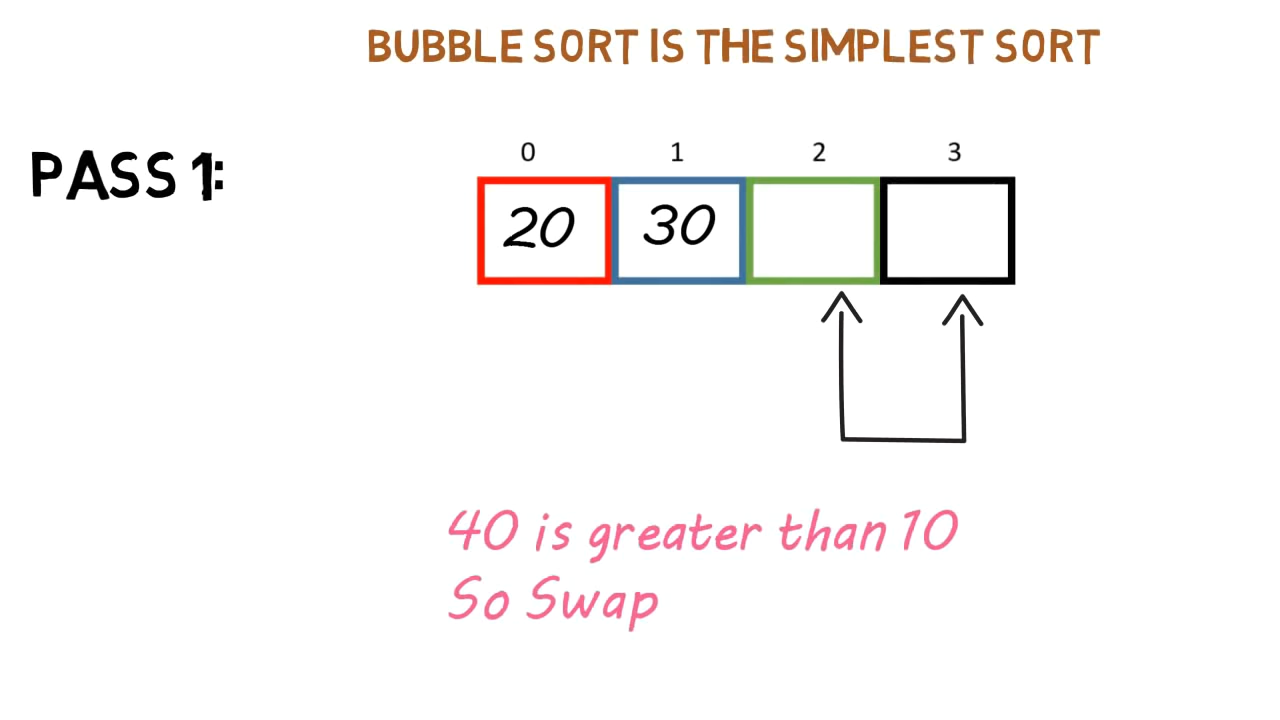 BUBBLE SORT IS THE SIMPLEST SORT
PASS 1:
0 1 2 3
20 30
40 is greater than 10
So Swap